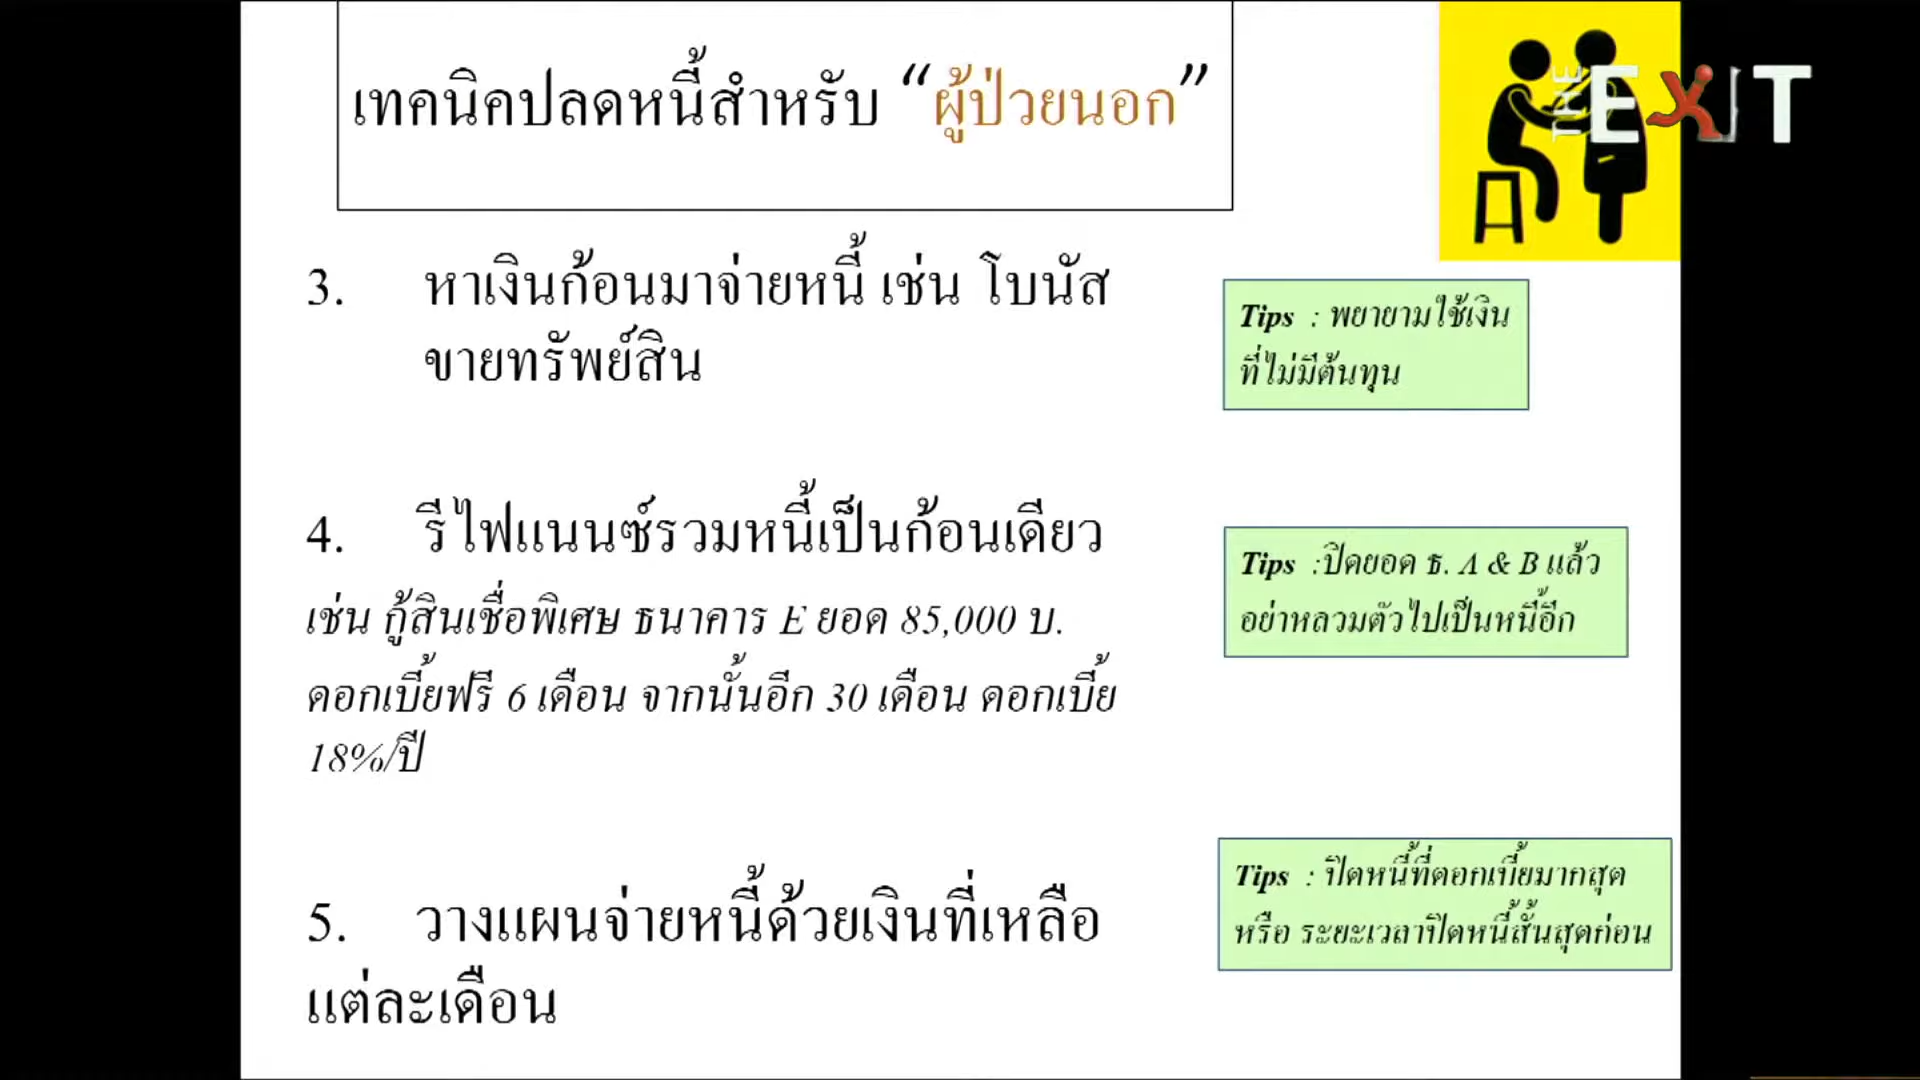 เทคนิคปลดหนี้สำหรับ “ผู้ป่วยนอก”
THE EXIT
3. หาเงินก้อนมาจ่ายหนี้ เช่น โบนัส
ขายทรัพย์สิน
Tips : พยายามใช้เงิน
ที่ไม่มีต้นทุน
4. รีไฟแนนซ์รวมหนี้เป็นก้อนเดียว
เช่น กู้สินเชื่อพิเศษ ธนาคาร E ยอด 85,000 บ.
ดอกเบี้ยฟรี 6 เดือน จากนั้นอีก 30 เดือน ดอกเบี้ย
18%/ปี
Tips :ปิดยอด ธ. A & B แล้ว
อย่าหลวมตัวไปเป็นหนี้อีก
5. วางแผนจ่ายหนี้ด้วยเงินที่เหลือ
แต่ละเดือน
Tips : ปิดหนี้ที่ดอกเบี้ยมากสุด
หรือ ระยะเวลาปิดหนี้สั้นสุดก่อน